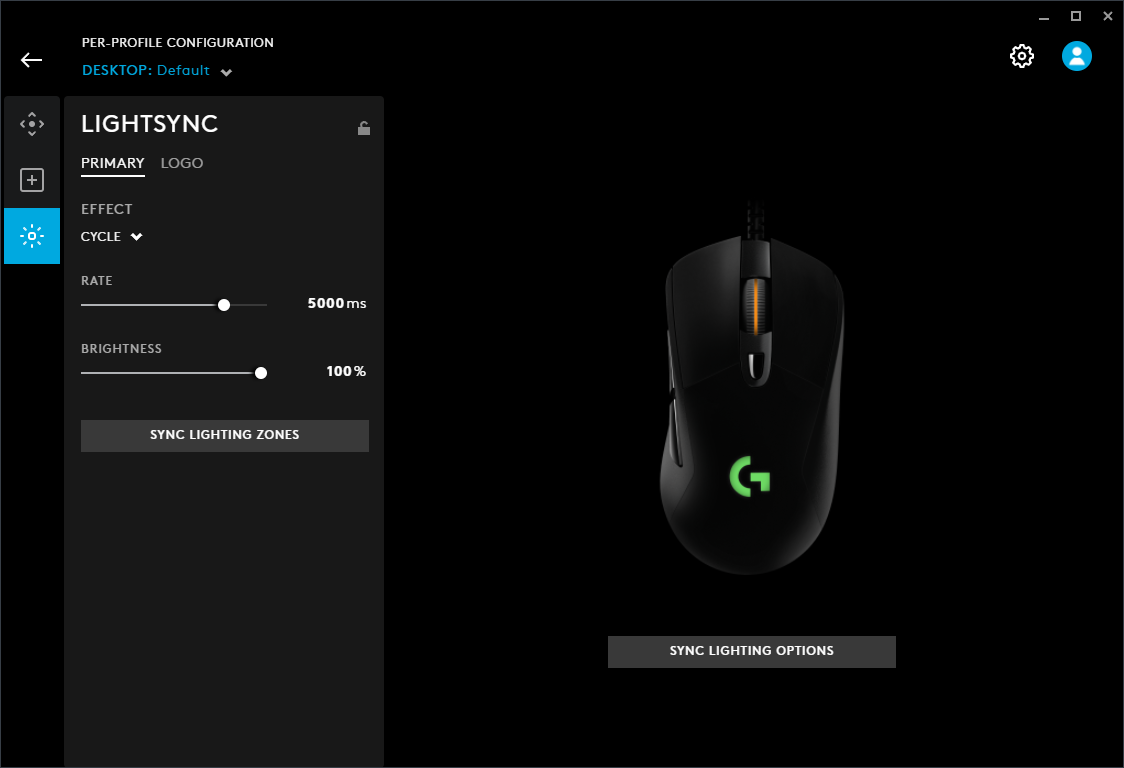 PER-PROFILE CONFIGURATION
DESKTOP: Default
LIGHTSYNC
PRIMARY LOGO
EFFECT
CYCLE
RATE
5000 ms
BRIGHTNESS
100 %
SYNC LIGHTING ZONES
SYNC LIGHTING OPTIONS